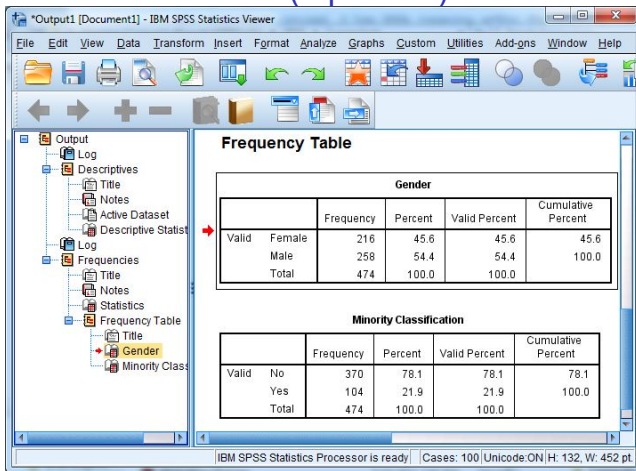 *Output1 [Document1] - IBM SPSS Statistics Viewer
File Edit View Data Transform Insert Format Analyze Graphs Custom Utilities Add-ons Window Help
Output
Log
Descriptives
Title
Notes
Active Dataset
Descriptive Statist
Log
Frequencies
Title
Notes
Statistics
Frequency Table
Title
Gender
Minority Class
Frequency Table
Gender
Frequency Percent Valid Percent Cumulative Percent
Valid Female 216 45.6 45.6 45.6
Male 258 54.4 54.4 100.0
Total 474 100.0 100.0
Minority Classification
Frequency Percent Valid Percent Cumulative Percent
Valid No 370 78.1 78.1 78.1
Yes 104 21.9 21.9 100.0
Total 474 100.0 100.0
IBM SPSS Statistics Processor is ready Cases: 100 Unicode:ON H: 132, W: 452 pt.